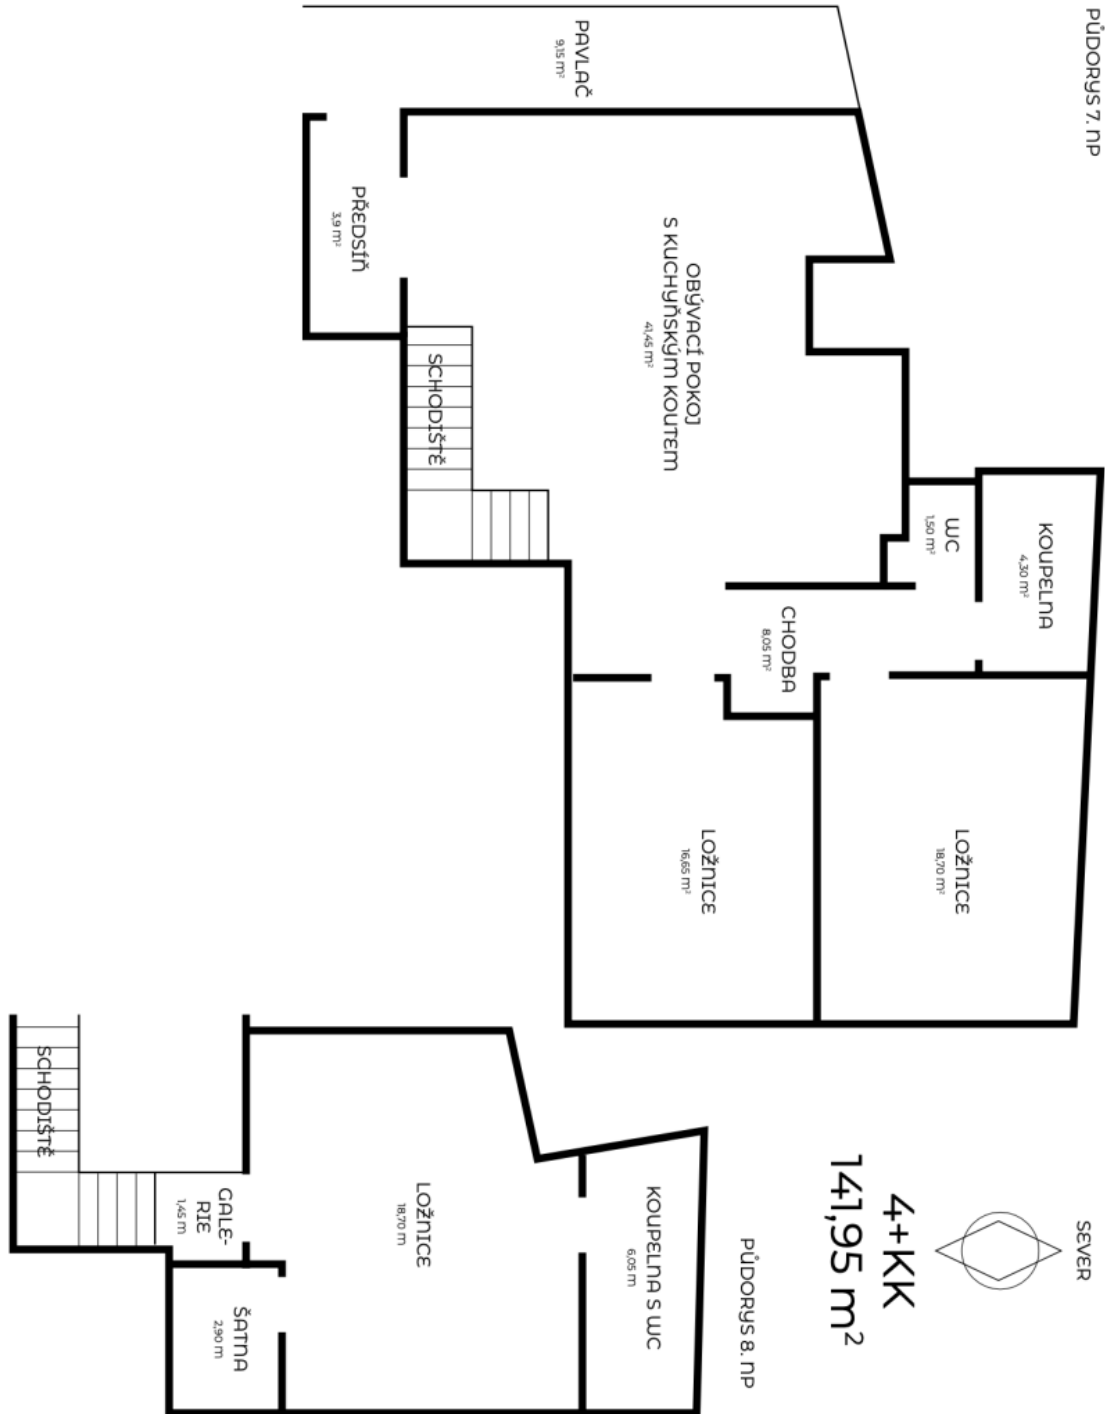 PŮDORYS 7. NP
PAVLAČ
9,15 m²
PŘEDSÍŇ
3,9 m²
OBÝVACÍ POKOJ
S KUCHYŇSKÝM KOUTEM
41,45 m²
SCHODIŠTĚ
WC
1,50 m²
KOUPELNA
4,30 m²
CHODBA
8,05 m²
LOŽNICE
18,70 m²
LOŽNICE
16,65 m²
SEVER
4+KK
141,95 m²
PŮDORYS 8. NP
KOUPELNA S WC
6,05 m
LOŽNICE
18,70 m
GALE-
RIE
1,45 m
ŠATNA
2,90 m
SCHODIŠTĚ